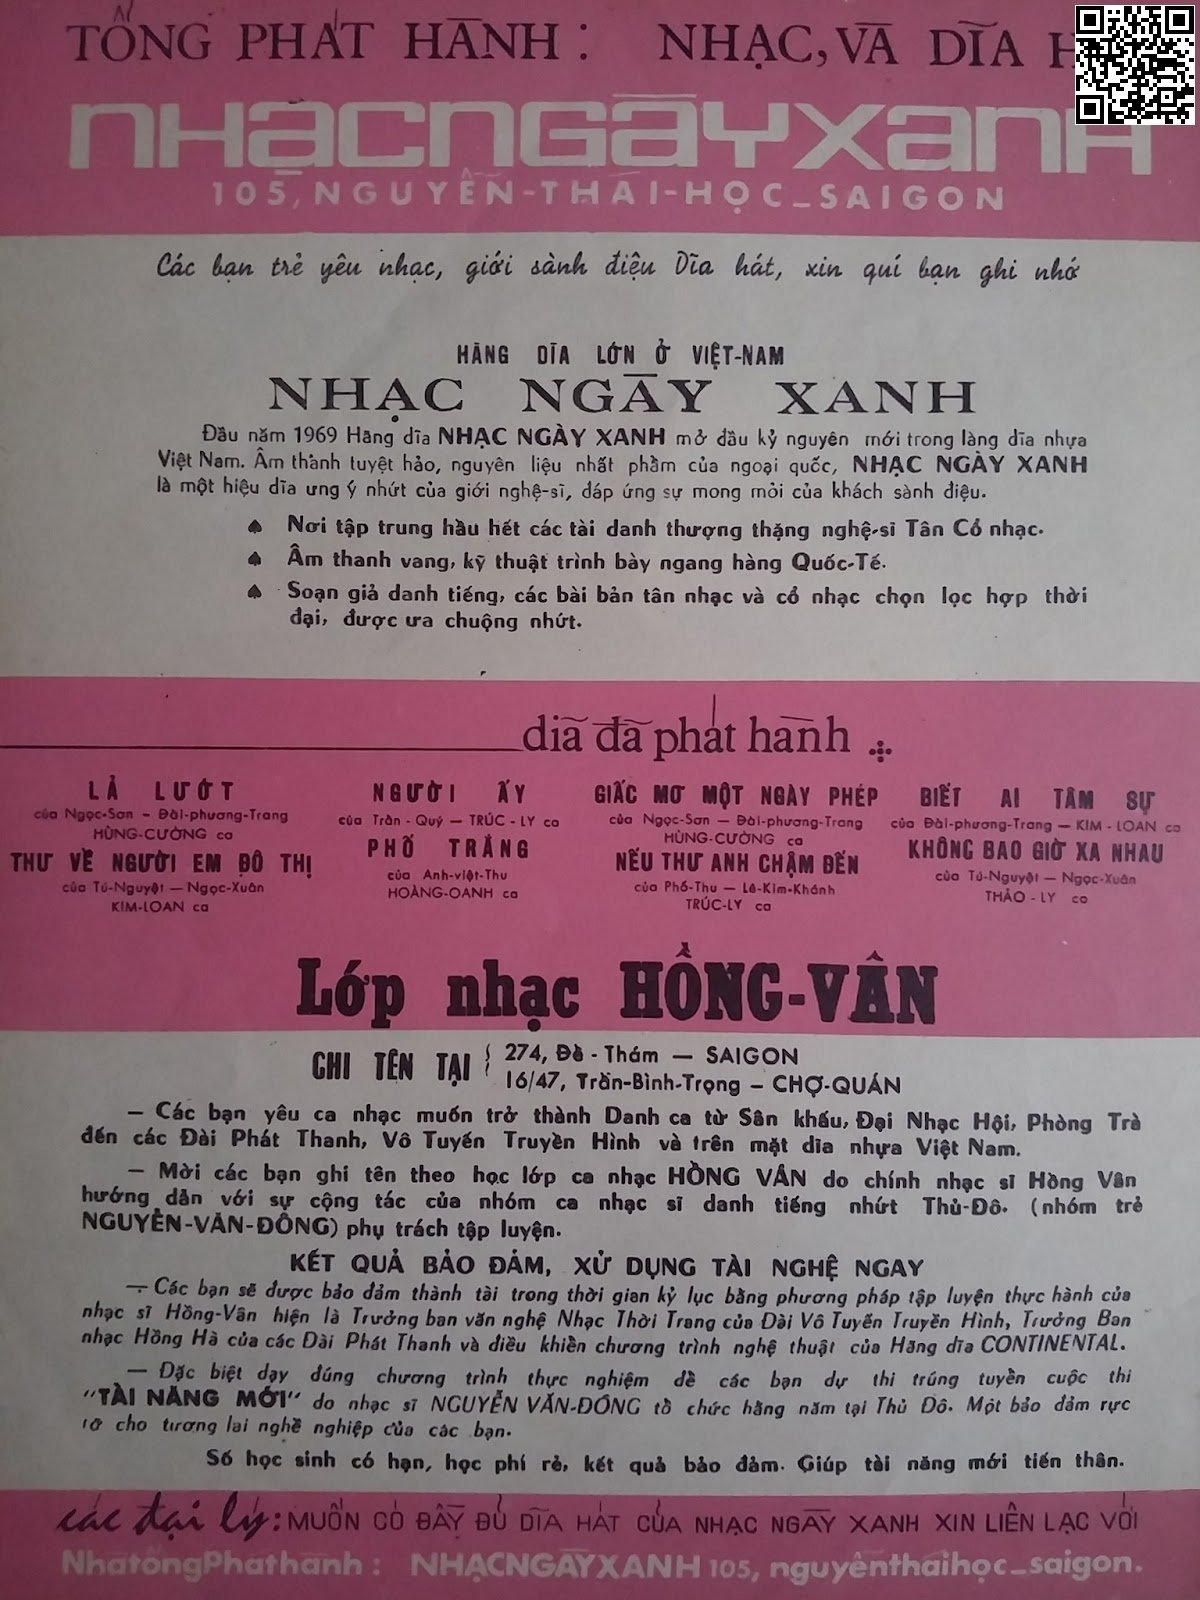 TỔNG PHÁT HÀNH : NHẠC, VÀ DĨA
NHẠCNGÀYXANH
105, NGUYỄN-THÁI-HỌC_SAIGON
Các bạn trẻ yêu nhạc, giới sành điệu Dĩa hát, xin quí bạn ghi nhớ
HÃNG DĨA LỚN Ở VIỆT-NAM
NHẠC NGÀY XANH
Đầu năm 1969 Hãng dĩa NHẠC NGÀY XANH mở đầu kỷ nguyên mới trong làng dĩa nhựa
Việt Nam. Âm thanh tuyệt hảo, nguyên liệu nhất phẩm của ngoại quốc, NHẠC NGÀY XANH
là một hiệu dĩa ưng ý nhứt của giới nghệ-sĩ, đáp ứng sự mong mỏi của khách sành điệu.
♠ Nơi tập trung hầu hết các tài danh thượng thặng nghệ-sĩ Tân Cổ nhạc.
♠ Âm thanh vang, kỹ thuật trình bày ngang hàng Quốc-Tế.
♠ Soạn giả danh tiếng, các bài bản tân nhạc và cổ nhạc chọn lọc hợp thời
đại, được ưa chuộng nhứt.
dĩa đã phát hành
LẢ LƯỚT NGƯỜI ẤY GIẤC MƠ MỘT NGÀY PHÉP BIẾT AI TÂM SỰ
của Ngọc-Sơn – Đài-phương-Trang của Trần - Quý — TRÚC - LY ca của Ngọc-Sơn — Đài-phương-Trang của Đài-phương-Trang — KIM - LOAN ca
HÙNG-CƯỜNG ca HÙNG-CƯỜNG ca
THƯ VỀ NGƯỜI EM ĐÔ THỊ PHỐ TRẮNG NẾU THƯ ANH CHẬM ĐẾN KHÔNG BAO GIỜ XA NHAU
của Tú-Nguyệt — Ngọc-Xuân của Anh-việt-Thu của Phố-Thu — Lê-Kim-Khánh của Tú-Nguyệt — Ngọc-Xuân
KIM-LOAN ca HOÀNG-OANH ca TRÚC-LY ca THẢO - LY ca
Lớp nhạc HỒNG-VÂN
GHI TÊN TẠI 274, Đề - Thám — SAIGON
16/47, Trần-Bình-Trọng – CHỢ-QUÁN
— Các bạn yêu ca nhạc muốn trở thành Danh ca từ Sân khấu, Đại Nhạc Hội, Phòng Trà
đến các Đài Phát Thanh, Vô Tuyến Truyền Hình và trên mặt dĩa nhựa Việt Nam.
— Mời các bạn ghi tên theo học lớp ca nhạc HỒNG VÂN do chính nhạc sĩ Hồng Vân
hướng dẫn với sự cộng tác của nhóm ca nhạc sĩ danh tiếng nhứt Thủ-Đô. (nhóm trẻ
NGUYỄN-VĂN-ĐÔNG) phụ trách tập luyện.
KẾT QUẢ BẢO ĐẢM, XỬ DỤNG TÀI NGHỆ NGAY
— Các bạn sẽ được bảo đảm thành tài trong thời gian kỷ lục bằng phương pháp tập luyện thực hành của
nhạc sĩ Hồng-Vân hiện là Trưởng ban văn nghệ Nhạc Thời Trang của Đài Vô Tuyến Truyền Hình, Trưởng Ban
nhạc Hồng Hà của các Đài Phát Thanh và điều khiển chương trình nghệ thuật của Hãng dĩa CONTINENTAL.
— Đặc biệt dạy đúng chương trình thực nghiệm để các bạn dự thi trúng tuyển cuộc thi
"TÀI NĂNG MỚI" do nhạc sĩ NGUYỄN VĂN-ĐÔNG tổ chức hằng năm tại Thủ Đô. Một bảo đảm rực
rỡ cho tương lai nghề nghiệp của các bạn.
Số học sinh có hạn, học phí rẻ, kết quả bảo đảm. Giúp tài năng mới tiến thân.
các đại lý: MUỐN CÓ ĐẦY ĐỦ DĨA HÁT CỦA NHẠC NGÀY XANH XIN LIÊN LẠC VỚI
NhàtổngPháthành : NHẠCNGÀYXANH 105, nguyễntháihọc_saigon.